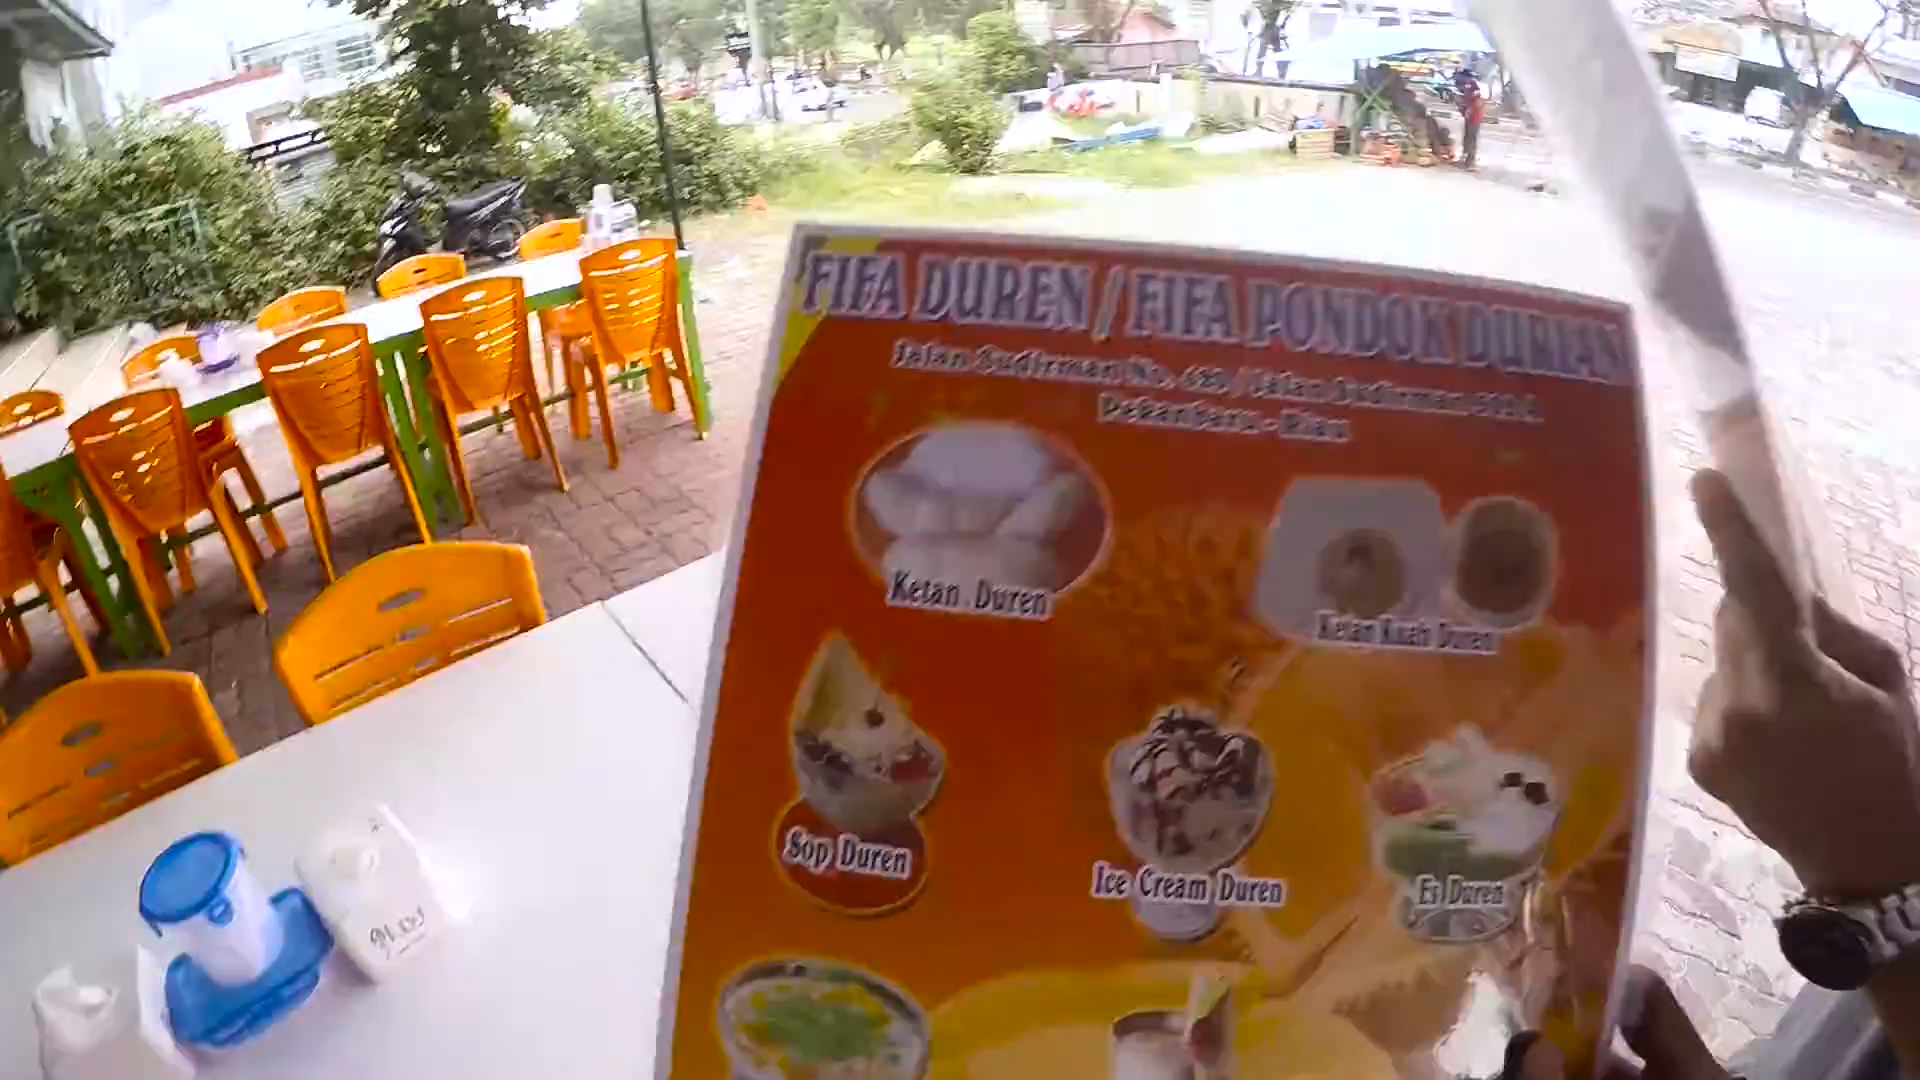 FIFA DUREN / FIFA PONDOK DURIAN
Jalan Sudirman No. / Jalan Sudirman
Pekanbaru - Riau
Ketan Duren
Ketan Kuah Duren
Sop Duren
Ice Cream Duren
Es Duren